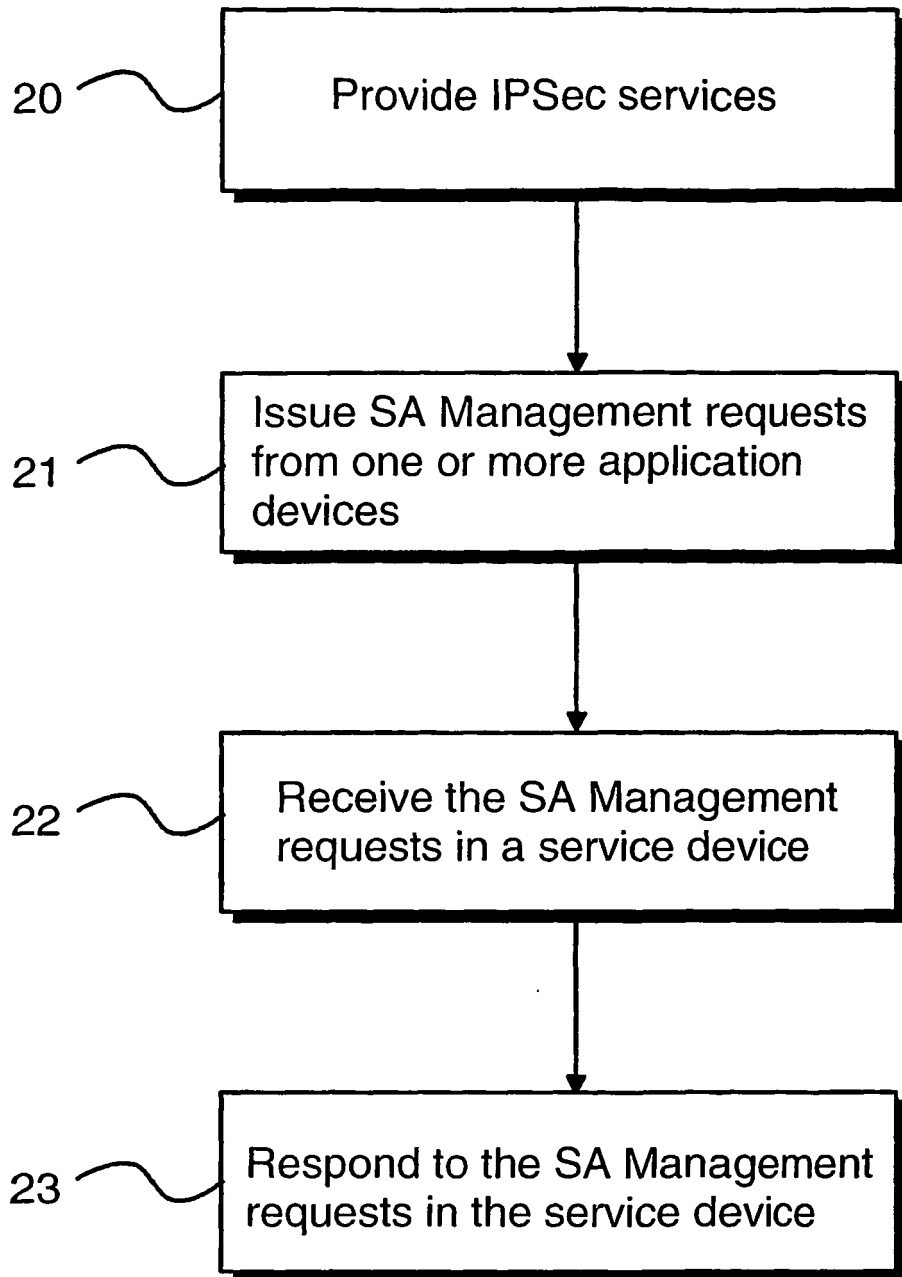 20
Provide IPSec services
21
Issue SA Management requests
from one or more application
devices
22
Receive the SA Management
requests in a service device
23
Respond to the SA Management
requests in the service device